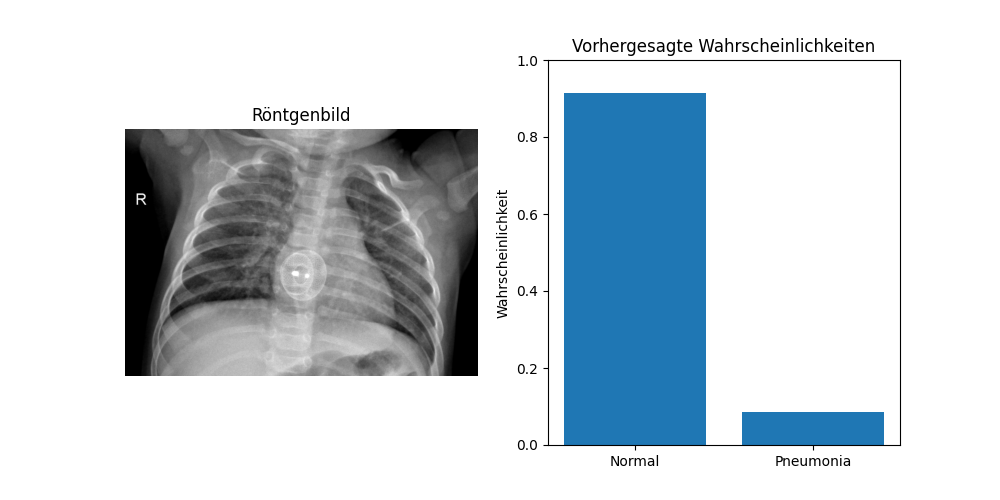 Röntgenbild
R
Vorhergesagte Wahrscheinlichkeiten
Wahrscheinlichkeit
1.0
0.8
0.6
0.4
0.2
0.0
Normal
Pneumonia